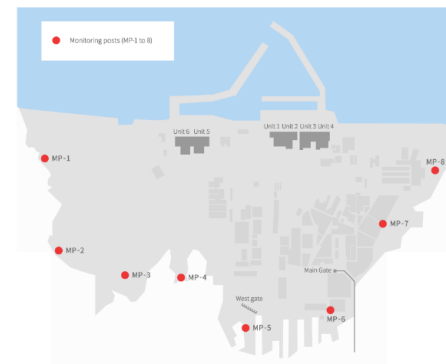 Monitoring posts (MP-1 to 8)
Unit 6 Unit 5
Unit 1 Unit 2 Unit 3 Unit 4
MP-1
MP-8
MP-7
MP-2
MP-3
MP-4
Main Gate
West gate
MP-6
MP-5